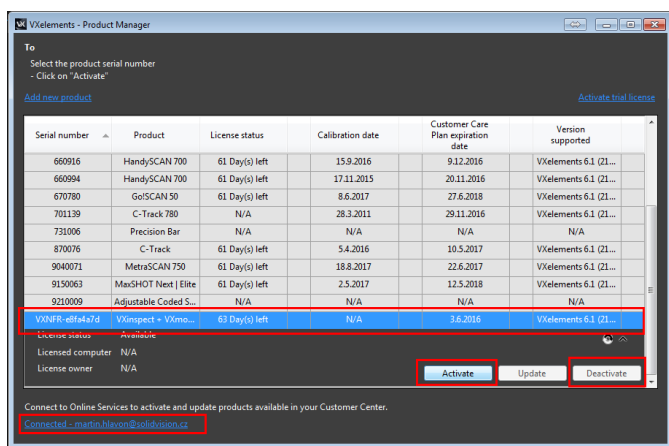 VXelements - Product Manager
To
Select the product serial number
- Click on "Activate"
Add new product Activate trial license
Serial number Product License status Calibration date Customer Care Plan expiration date Version supported
660916 HandySCAN 700 61 Day(s) left 15.9.2016 9.12.2016 VXelements 6.1 (21...
660994 HandySCAN 700 61 Day(s) left 17.11.2015 20.11.2016 VXelements 6.1 (21...
670780 Go!SCAN 50 61 Day(s) left 8.6.2017 27.6.2018 VXelements 6.1 (21...
701139 C-Track 780 N/A 28.3.2011 29.11.2016 VXelements 6.1 (21...
731006 Precision Bar N/A N/A N/A N/A
870076 C-Track 61 Day(s) left 5.4.2016 10.5.2017 VXelements 6.1 (21...
9040071 MetraSCAN 750 61 Day(s) left 18.8.2017 22.6.2017 VXelements 6.1 (21...
9150063 MaxSHOT Next | Elite 61 Day(s) left 2.5.2017 12.5.2018 VXelements 6.1 (21...
9210009 Adjustable Coded S... N/A N/A N/A N/A
VXNFR-e8fa4a7d VXinspect + VXmo... 63 Day(s) left N/A 3.6.2016 VXelements 6.1 (21...
License status Available
Licensed computer N/A
License owner N/A
Activate Update Deactivate
Connect to Online Services to activate and update products available in your Customer Center.
Connected - martin.hlavon@solidvision.cz